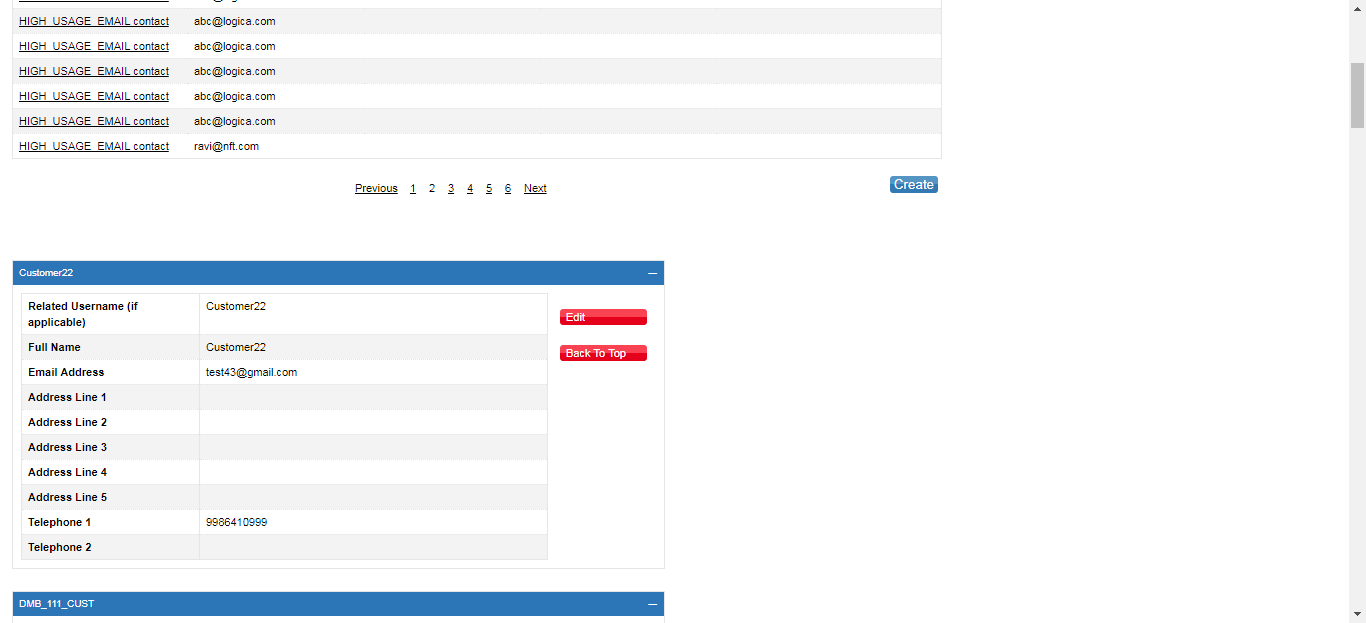 HIGH_USAGE_EMAIL contact abc@logica.com
HIGH_USAGE_EMAIL contact abc@logica.com
HIGH_USAGE_EMAIL contact abc@logica.com
HIGH_USAGE_EMAIL contact abc@logica.com
HIGH_USAGE_EMAIL contact abc@logica.com
HIGH_USAGE_EMAIL contact ravi@nft.com
Previous 1 2 3 4 5 6 Next Create
Customer22
Related Username (if applicable) Customer22
Edit
Full Name Customer22
Back To Top
Email Address test43@gmail.com
Address Line 1
Address Line 2
Address Line 3
Address Line 4
Address Line 5
Telephone 1 9986410999
Telephone 2
DMB_111_CUST